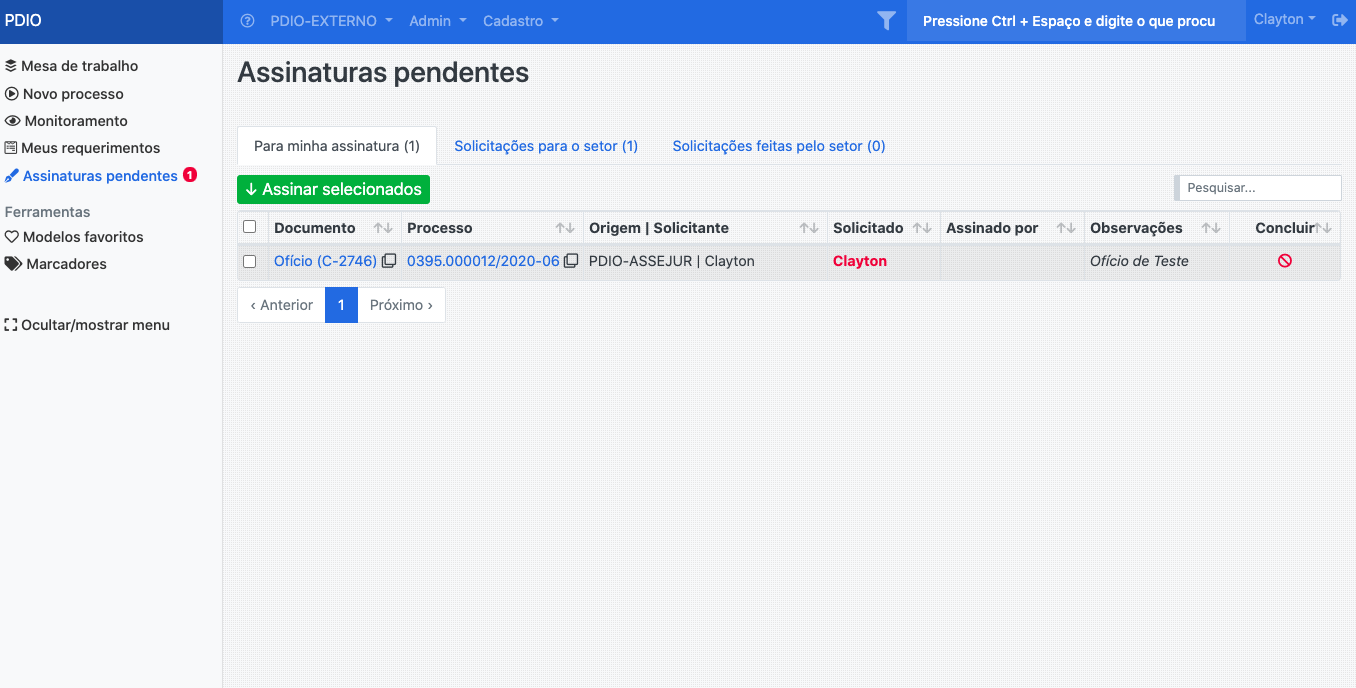 PDIO
PDIO-EXTERNO Admin Cadastro Pressione Ctrl + Espaço e digite o que procu Clayton
Mesa de trabalho
Novo processo
Monitoramento
Meus requerimentos
Assinaturas pendentes 1
Ferramentas
Modelos favoritos
Marcadores
Ocultar/mostrar menu
Assinaturas pendentes
Para minha assinatura (1) Solicitações para o setor (1) Solicitações feitas pelo setor (0)
Assinar selecionados Pesquisar...
Documento Processo Origem | Solicitante Solicitado Assinado por Observações Concluir
Ofício (C-2746) 0395.000012/2020-06 PDIO-ASSEJUR | Clayton Clayton Ofício de Teste
‹ Anterior 1 Próximo ›